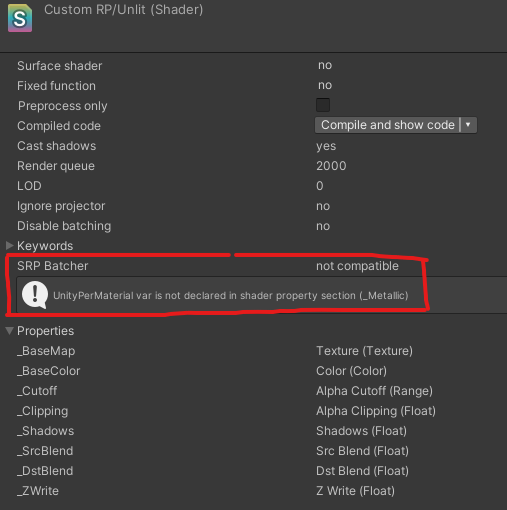 S
Custom RP/Unlit (Shader)
Surface shader no
Fixed function no
Preprocess only
Compiled code Compile and show code
Cast shadows yes
Render queue 2000
LOD 0
Ignore projector no
Disable batching no
Keywords
SRP Batcher not compatible
UnityPerMaterial var is not declared in shader property section (_Metallic)
Properties
_BaseMap Texture (Texture)
_BaseColor Color (Color)
_Cutoff Alpha Cutoff (Range)
_Clipping Alpha Clipping (Float)
_Shadows Shadows (Float)
_SrcBlend Src Blend (Float)
_DstBlend Dst Blend (Float)
_ZWrite Z Write (Float)